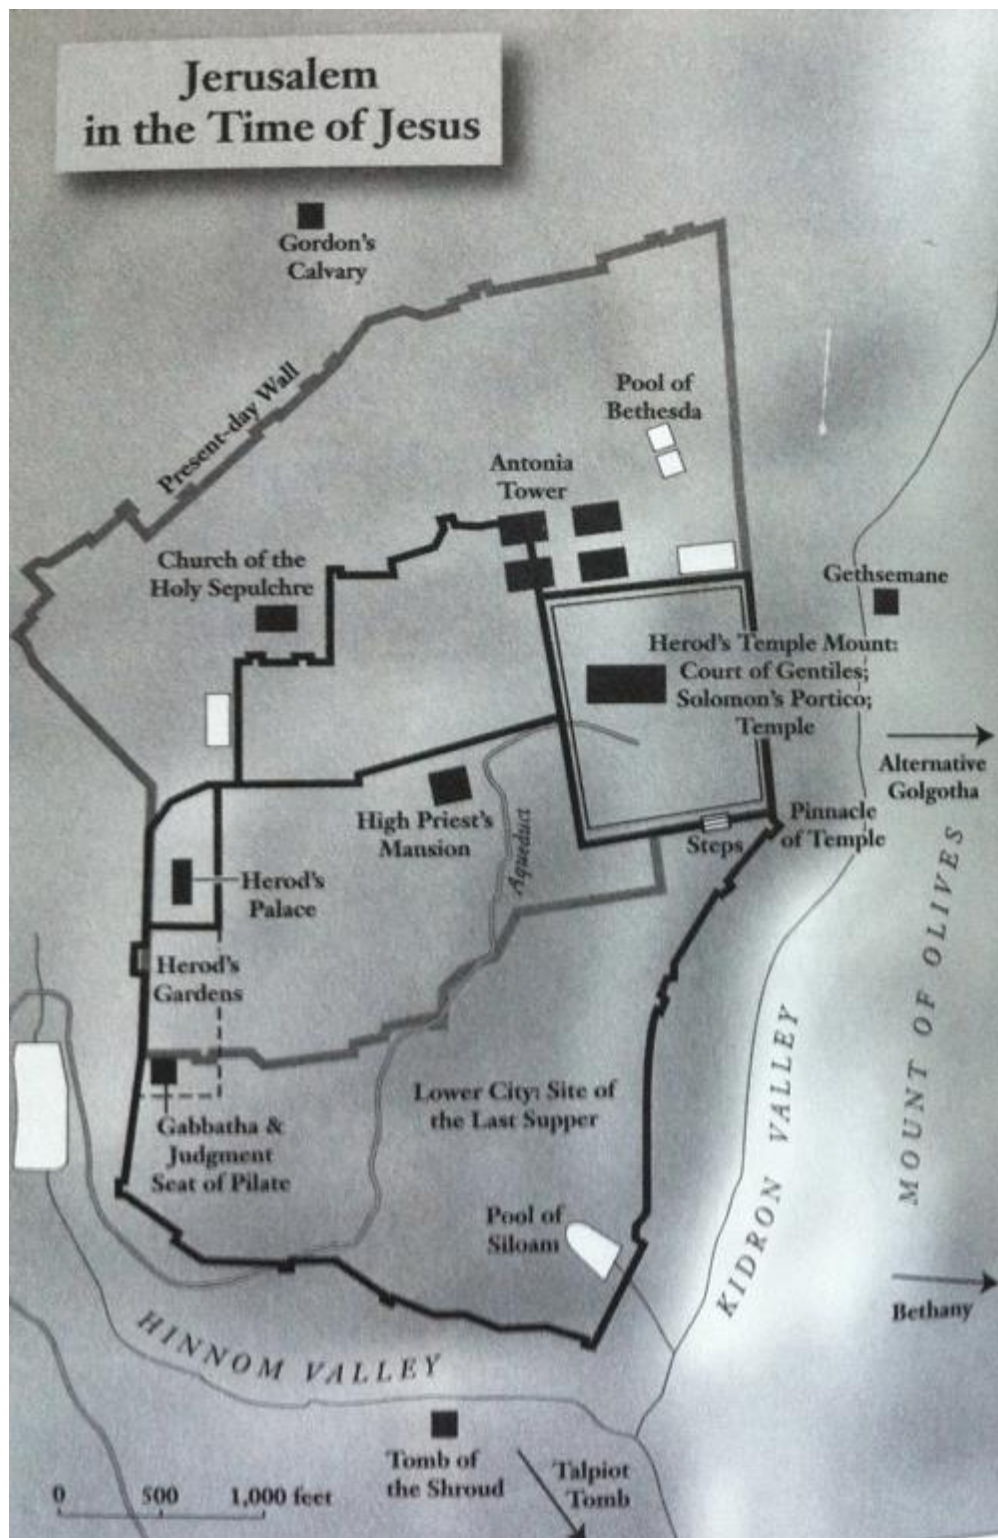 Jerusalem
in the Time of Jesus
Gordon's
Calvary
Present-day Wall
Pool of
Bethesda
Antonia
Tower
Church of the
Holy Sepulchre
Gethsemane
Herod's Temple Mount:
Court of Gentiles;
Solomon's Portico;
Temple
Alternative
Golgotha
High Priest's
Mansion
Aqueduct
Steps
Pinnacle
of Temple
Herod's
Palace
Herod's
Gardens
MOUNT OF OLIVES
KIDRON VALLEY
Lower City: Site of
the Last Supper
Gabbatha &
Judgment
Seat of Pilate
Pool of
Siloam
Bethany
HINNOM VALLEY
Tomb of
the Shroud
Talpiot
Tomb
0 500 1,000 feet